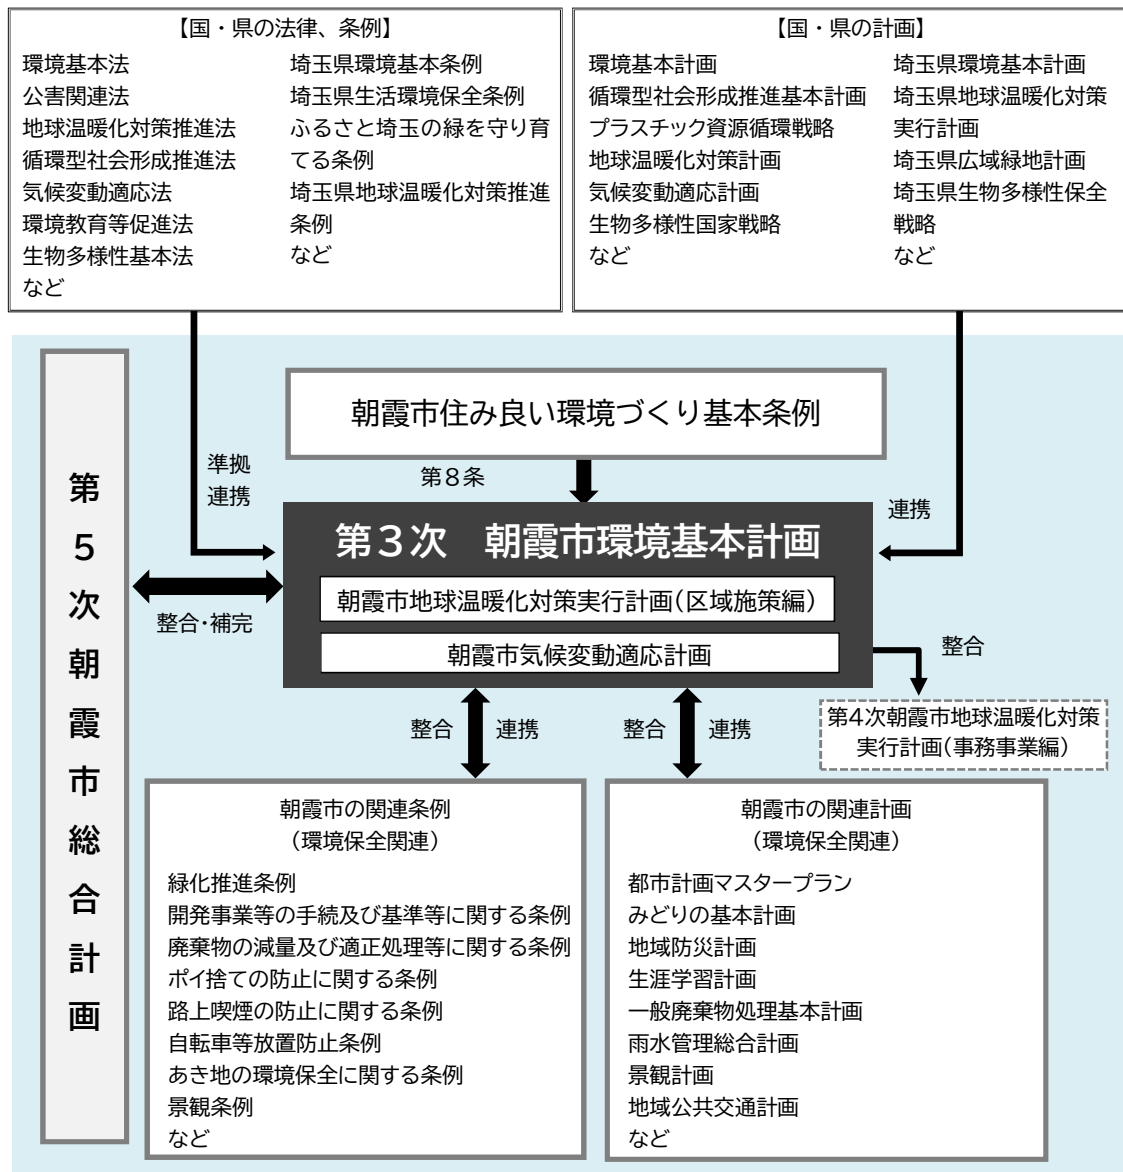 【国・県の法律、条例】
環境基本法
公害関連法
地球温暖化対策推進法
循環型社会形成推進法
気候変動適応法
環境教育等促進法
生物多様性基本法
など
埼玉県環境基本条例
埼玉県生活環境保全条例
ふるさと埼玉の緑を守り育
てる条例
埼玉県地球温暖化対策推進
条例
など
【国・県の計画】
環境基本計画
循環型社会形成推進基本計画
プラスチック資源循環戦略
地球温暖化対策計画
気候変動適応計画
生物多様性国家戦略
など
埼玉県環境基本計画
埼玉県地球温暖化対策
実行計画
埼玉県広域緑地計画
埼玉県生物多様性保全
戦略
など
第5次朝霞市総合計画
朝霞市住み良い環境づくり基本条例
準拠
連携
第8条
連携
第3次　朝霞市環境基本計画
朝霞市地球温暖化対策実行計画(区域施策編)
朝霞市気候変動適応計画
整合・補完
整合
第4次朝霞市地球温暖化対策
実行計画(事務事業編)
整合 連携
整合 連携
朝霞市の関連条例
(環境保全関連)
緑化推進条例
開発事業等の手続及び基準等に関する条例
廃棄物の減量及び適正処理等に関する条例
ポイ捨ての防止に関する条例
路上喫煙の防止に関する条例
自転車等放置防止条例
あき地の環境保全に関する条例
景観条例
など
朝霞市の関連計画
(環境保全関連)
都市計画マスタープラン
みどりの基本計画
地域防災計画
生涯学習計画
一般廃棄物処理基本計画
雨水管理総合計画
景観計画
地域公共交通計画
など